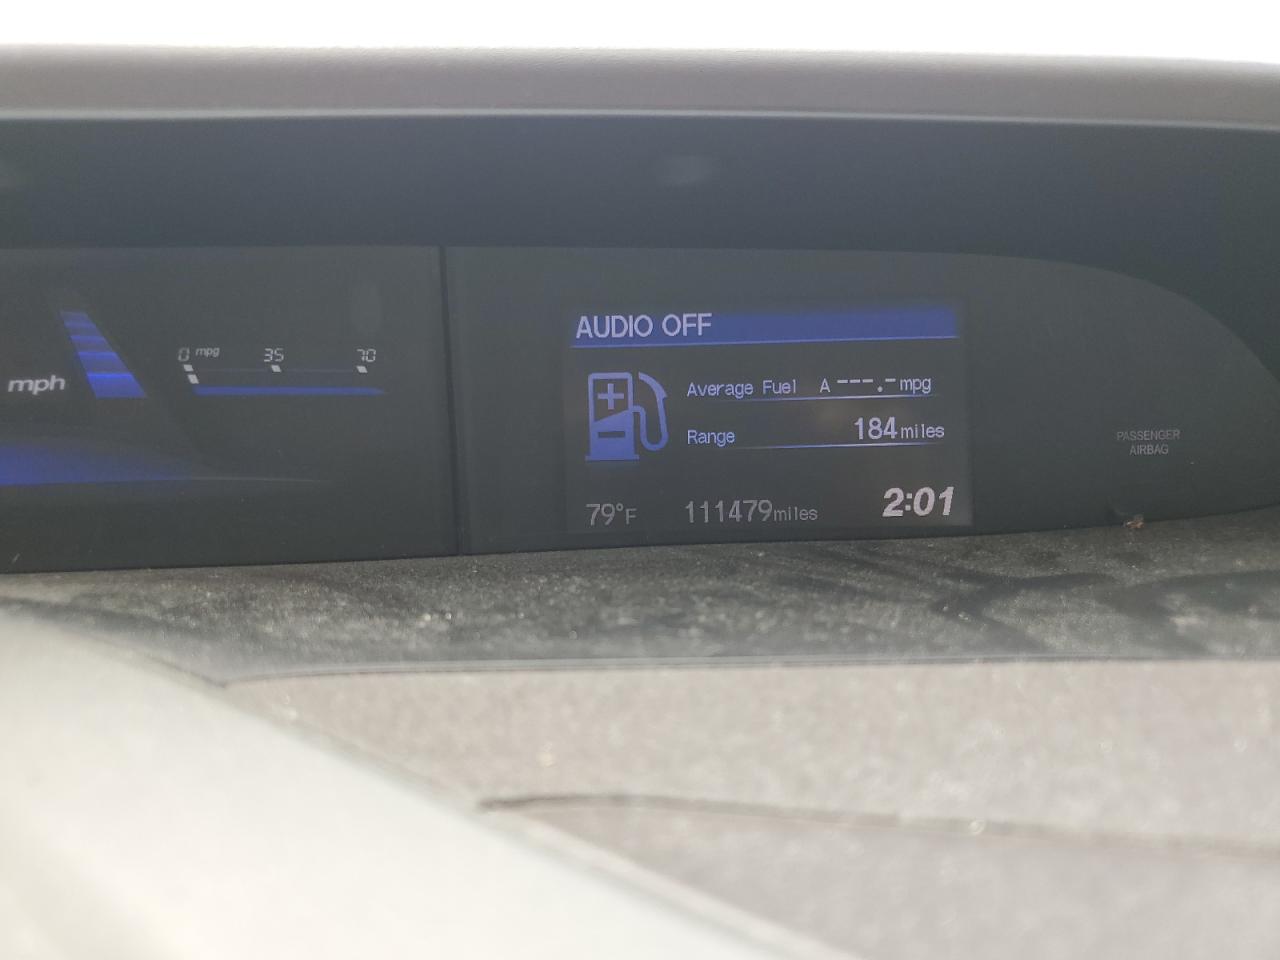 mph
0 mpg 35 70
AUDIO OFF
Average Fuel A ---.- mpg
Range 184 miles
79°F 111479 miles 2:01
PASSENGER
AIRBAG